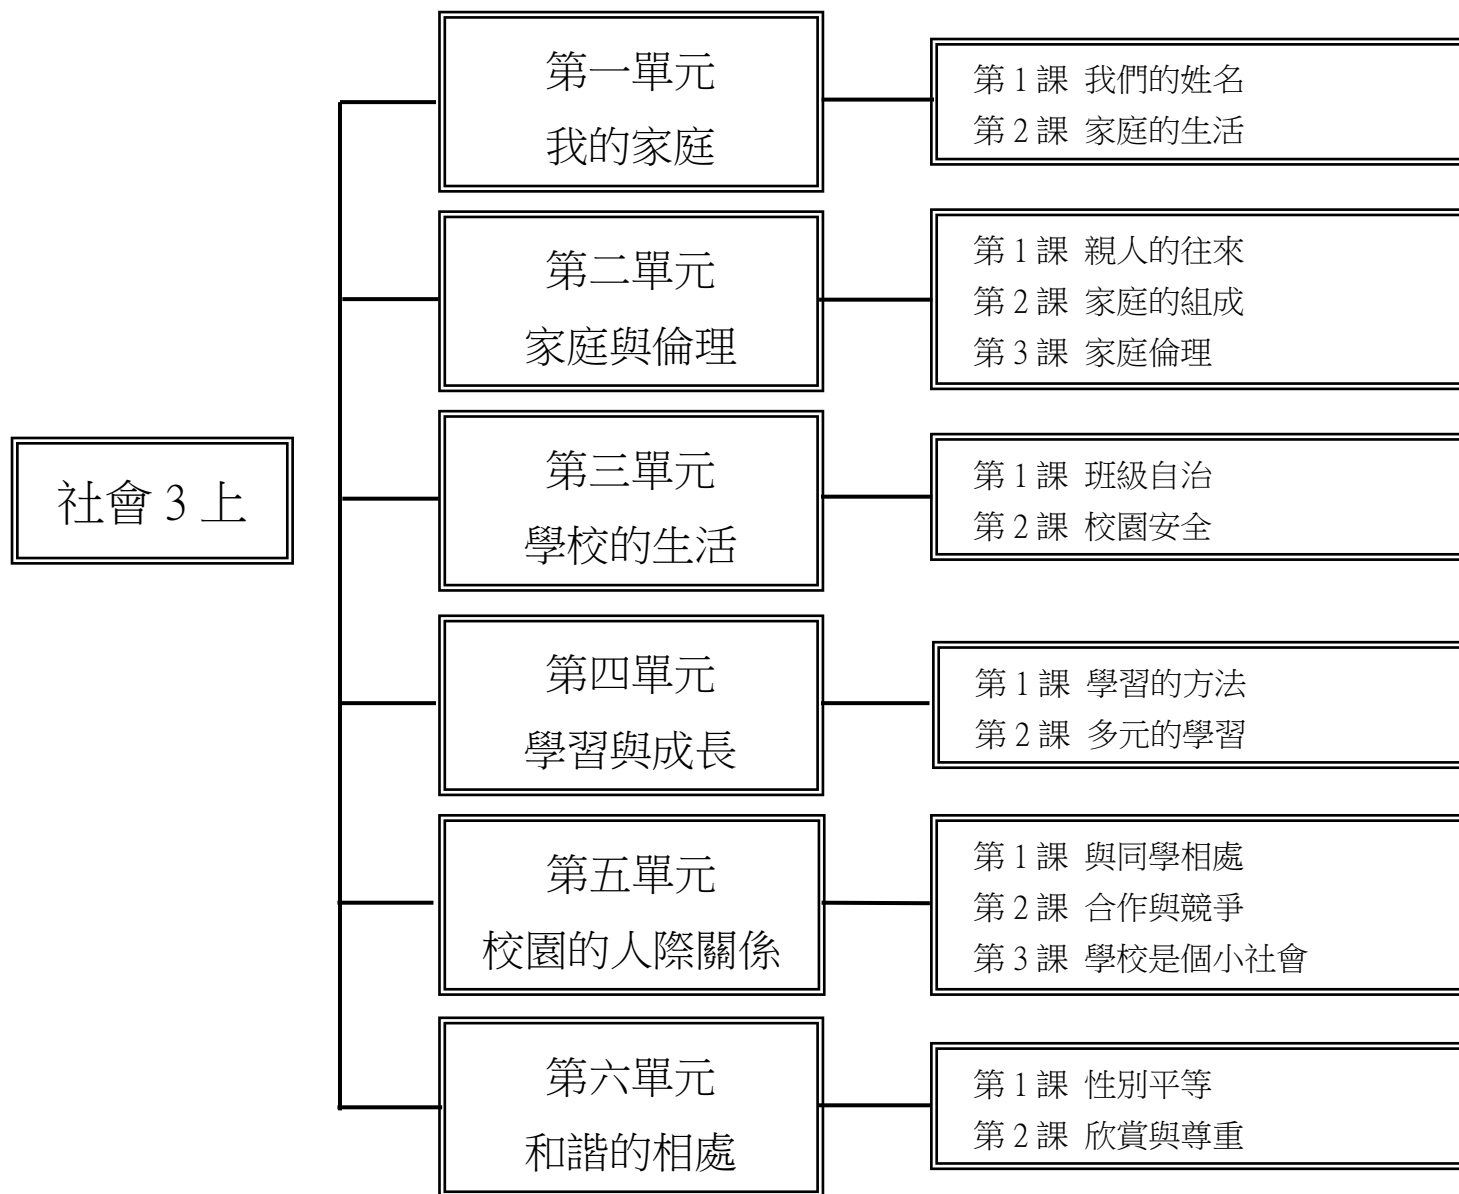 社會 3 上
第一單元
我的家庭
第 1 課 我們的姓名
第 2 課 家庭的生活
第二單元
家庭與倫理
第 1 課 親人的往來
第 2 課 家庭的組成
第 3 課 家庭倫理
第三單元
學校的生活
第 1 課 班級自治
第 2 課 校園安全
第四單元
學習與成長
第 1 課 學習的方法
第 2 課 多元的學習
第五單元
校園的人際關係
第 1 課 與同學相處
第 2 課 合作與競爭
第 3 課 學校是個小社會
第六單元
和諧的相處
第 1 課 性別平等
第 2 課 欣賞與尊重